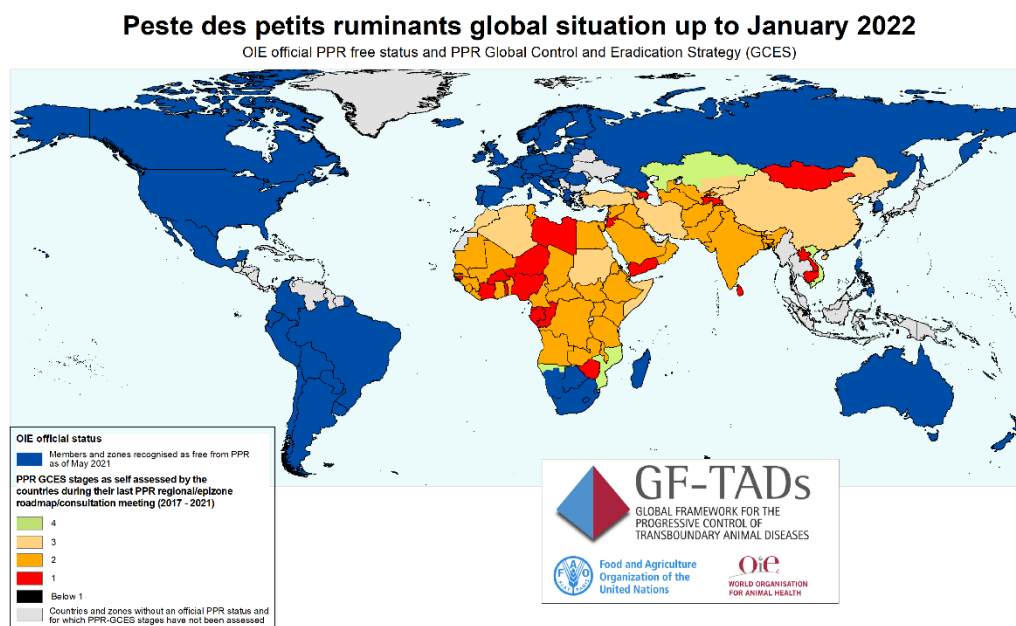 Peste des petits ruminants global situation up to January 2022
OIE official PPR free status and PPR Global Control and Eradication Strategy (GCES)
OIE official status
Members and zones recognised as free from PPR
as of May 2021
PPR GCES stages as self assessed by the
countries during their last PPR regional/epizone
roadmap/consultation meeting (2017 - 2021)
4
3
2
1
Below 1
Countries and zones without an official PPR status and
for which PPR-GCES stages have not been assessed
GF-TADs
GLOBAL FRAMEWORK FOR THE
PROGRESSIVE CONTROL OF
TRANSBOUNDARY ANIMAL DISEASES
FAO
FIAT PANIS
Food and Agriculture
Organization of the
United Nations
Oie
WORLD ORGANISATION
FOR ANIMAL HEALTH